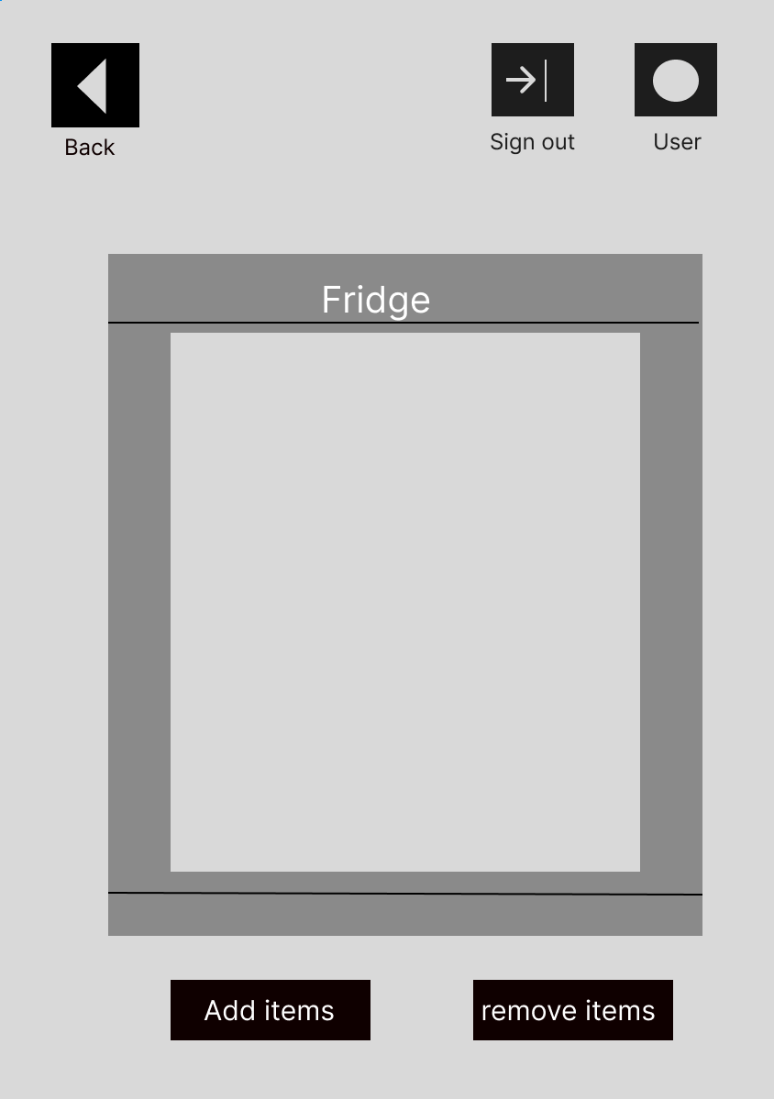 Back
Sign out
User
Fridge
Add items
remove items